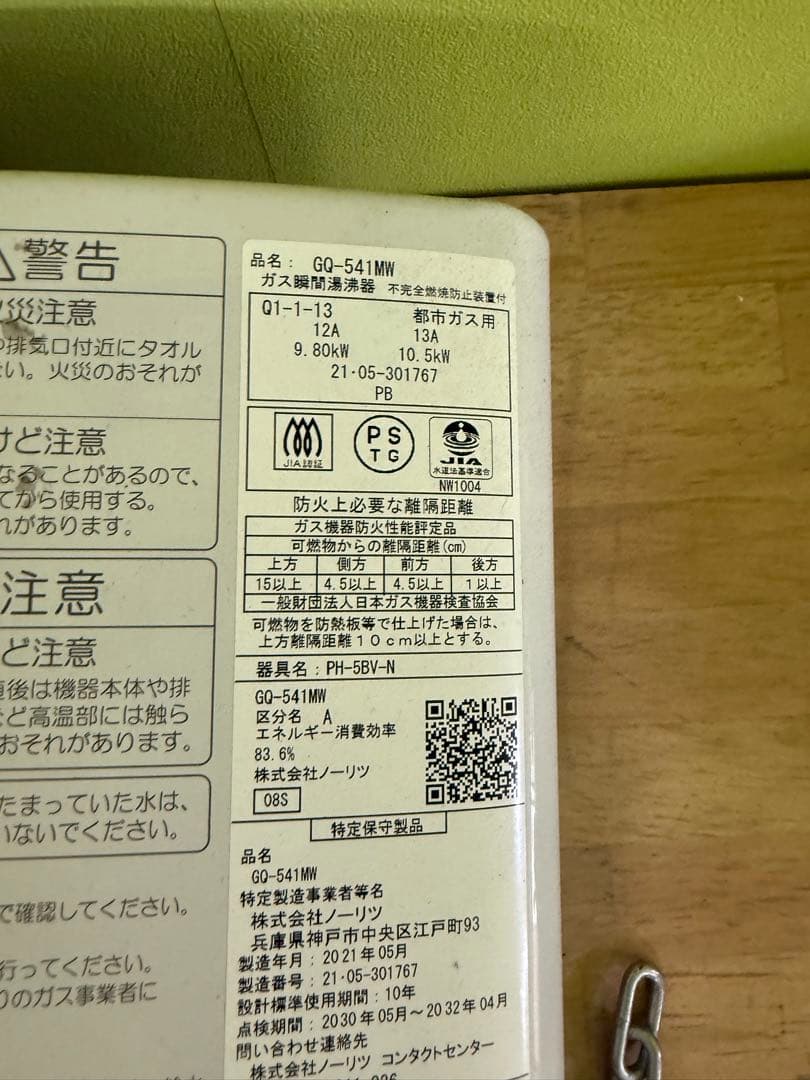 警告
火災注意
や排気口付近にタオル
ない。火災のおそれが
けど注意
なることがあるので、
てから使用する。
れがあります。
注意
ど注意
直後は機器本体や排
など高温部には触ら
おそれがあります。
たまっていた水は、
いないでください。
で確認してください。
行ってください。
りのガス事業者に
品名： GQ-541MW
ガス瞬間湯沸器 不完全燃焼防止装置付
Q1-1-13 都市ガス用
12A 13A
9.80kW 10.5kW
21・05-301767
PB
JIA認証
PS
TG
JIA
水道法基準適合
NW1004
防火上必要な離隔距離
ガス機器防火性能評定品
可燃物からの離隔距離(cm)
上方 側方 前方 後方
15以上 4.5以上 4.5以上 1以上
一般財団法人日本ガス機器検査協会
可燃物を防熱板等で仕上げた場合は、
上方離隔距離10cm以上とする。
器具名：PH-5BV-N
GQ-541MW
区分名 A
エネルギー消費効率
83.6%
株式会社ノーリツ
08S
特定保守製品
品名
GQ-541MW
特定製造事業者等名
株式会社ノーリツ
兵庫県神戸市中央区江戸町93
製造年月：2021年05月
製造番号：21・05-301767
設計標準使用期間：10年
点検期間：2030年05月～2032年04月
問い合わせ連絡先
株式会社ノーリツ コンタクトセンター